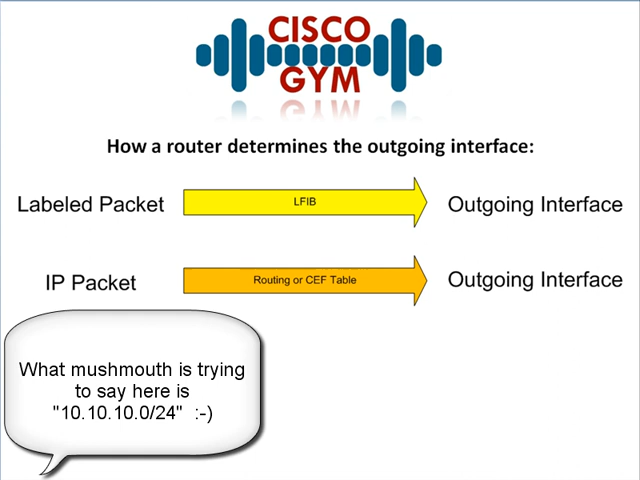 CISCO
GYM
How a router determines the outgoing interface:
Labeled Packet
LFIB
Outgoing Interface
IP Packet
Routing or CEF Table
Outgoing Interface
What mushmouth is trying
to say here is
"10.10.10.0/24" :-)